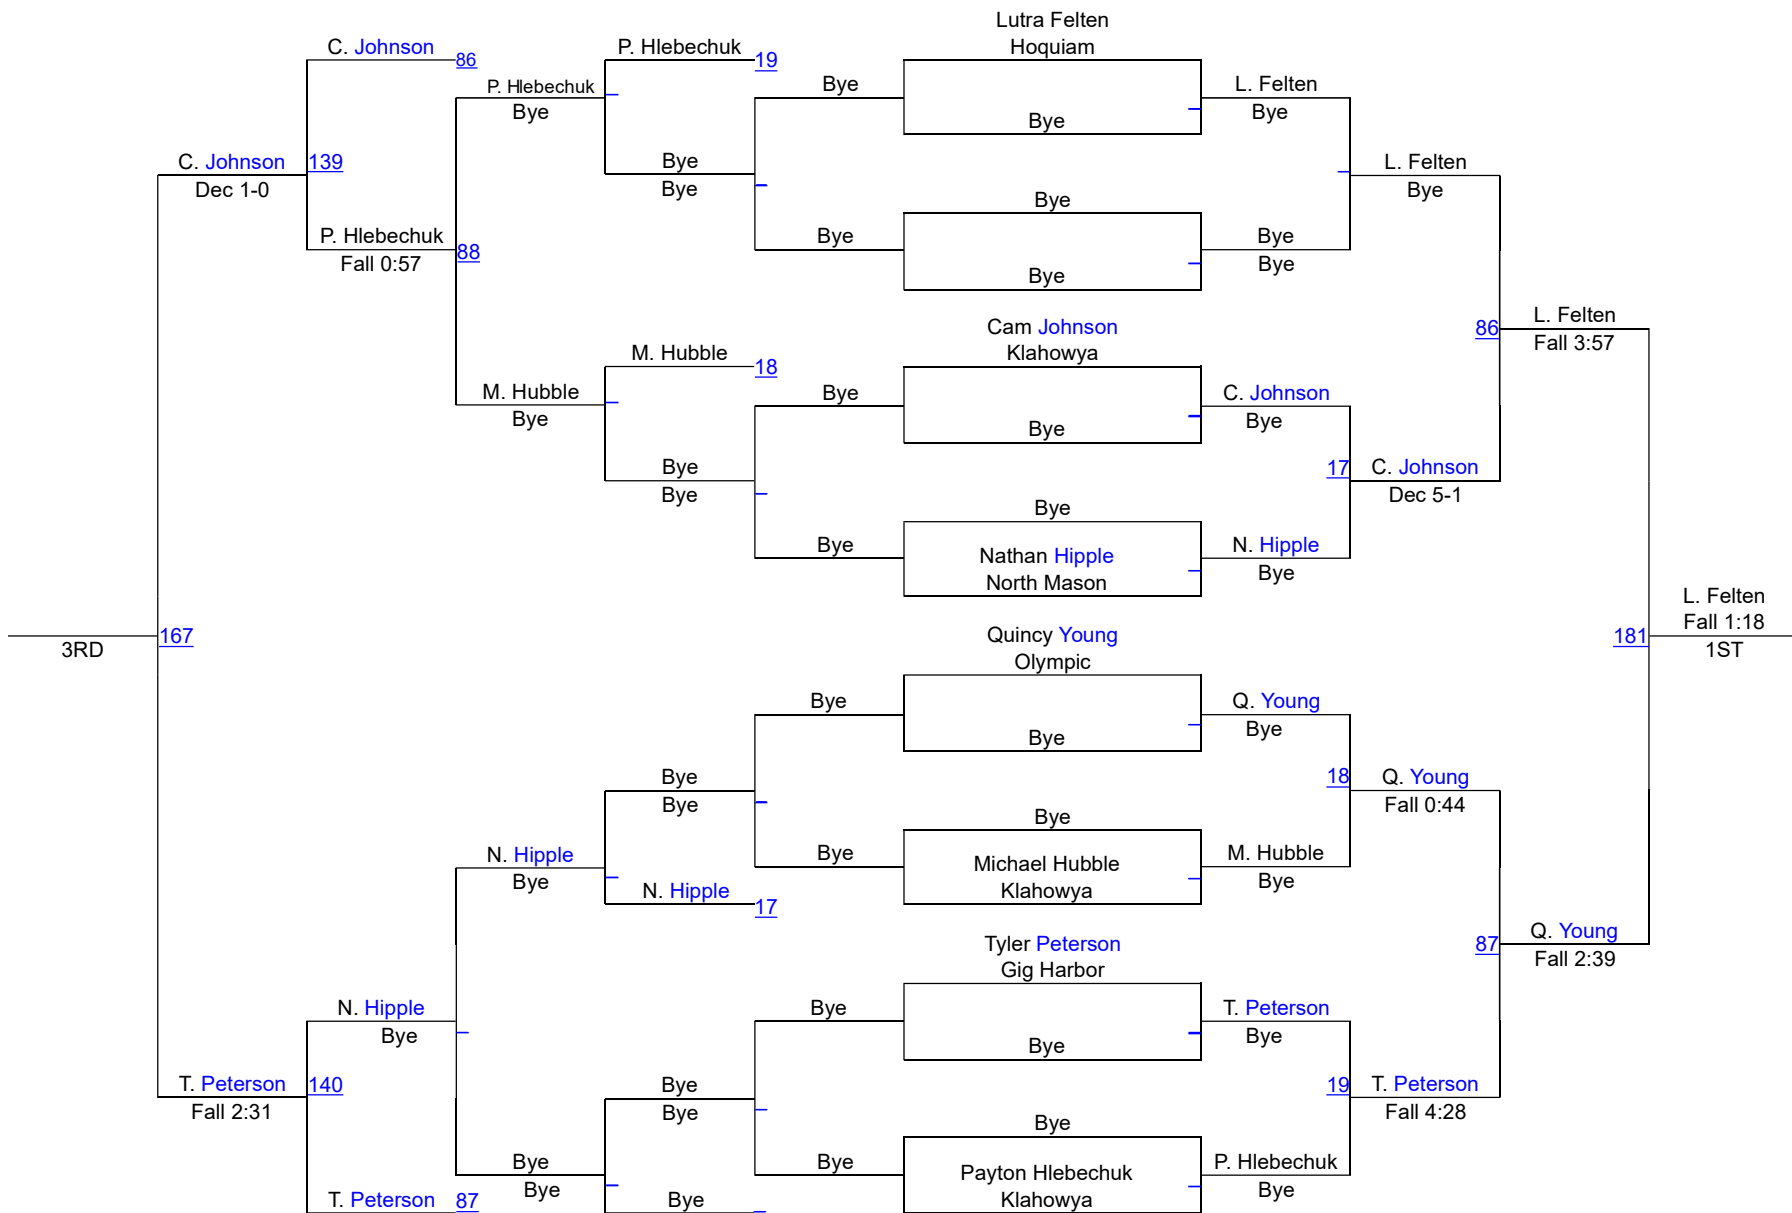 Lutra Felten
Hoquiam
C. Johnson
86
P. Hlebechuk
19
P. Hlebechuk
Bye
Bye
L. Felten
Bye
Bye
C. Johnson
139
Dec 1-0
Bye
Bye
L. Felten
Bye
Bye
P. Hlebechuk
88
Fall 0:57
Bye
Bye
Bye
Bye
Cam Johnson
Klahowya
86
L. Felten
Fall 3:57
M. Hubble
18
M. Hubble
Bye
Bye
C. Johnson
Bye
Bye
Bye
Bye
17
C. Johnson
Dec 5-1
Bye
Bye
Nathan Hipple
North Mason
N. Hipple
Bye
3RD
167
Quincy Young
Olympic
181
L. Felten
Fall 1:18
1ST
Bye
Q. Young
Bye
Bye
Bye
Bye
18
Q. Young
Fall 0:44
Bye
N. Hipple
Bye
Bye
Michael Hubble
Klahowya
M. Hubble
Bye
N. Hipple
17
Tyler Peterson
Gig Harbor
87
Q. Young
Fall 2:39
N. Hipple
Bye
Bye
T. Peterson
Bye
Bye
T. Peterson
140
Fall 2:31
Bye
Bye
19
T. Peterson
Fall 4:28
Bye
Bye
Bye
Bye
Payton Hlebechuk
Klahowya
P. Hlebechuk
Bye
T. Peterson
87
Bye